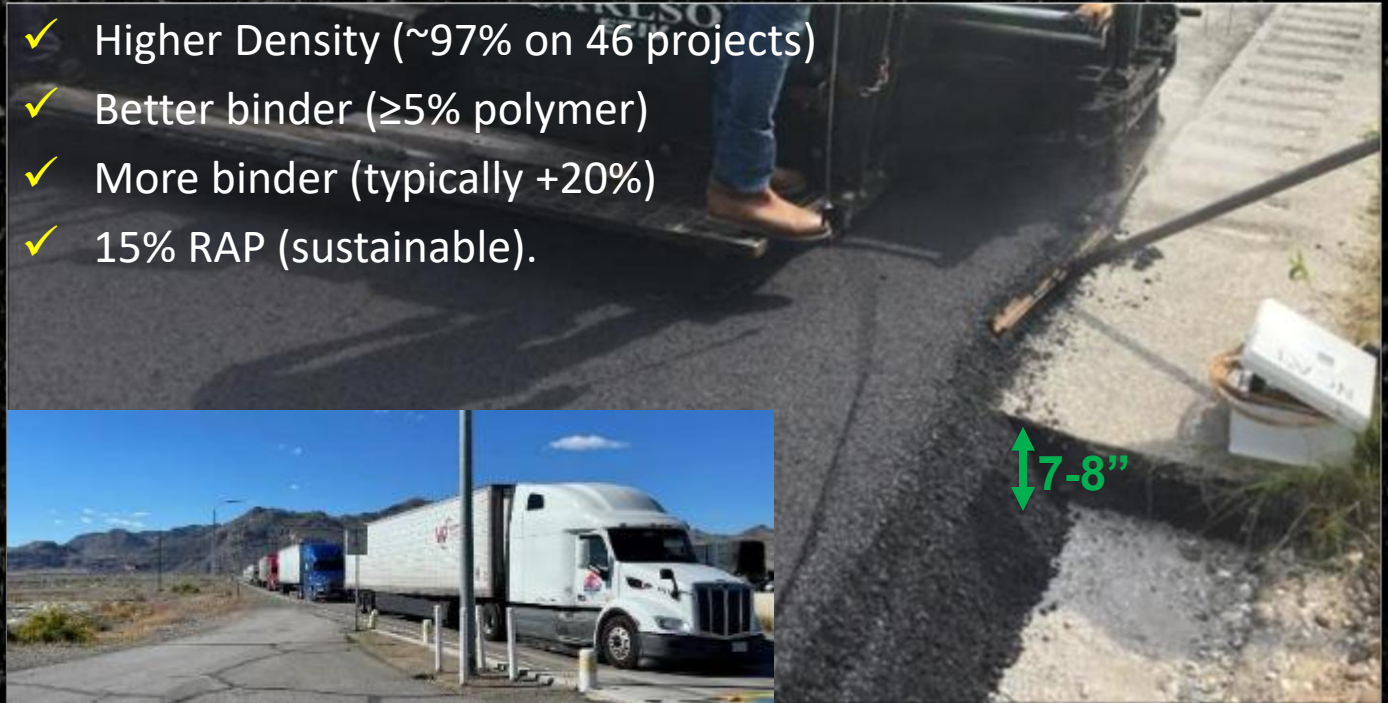 ✓ Higher Density (~97% on 46 projects)
✓ Better binder (≥5% polymer)
✓ More binder (typically +20%)
✓ 15% RAP (sustainable).
7-8”